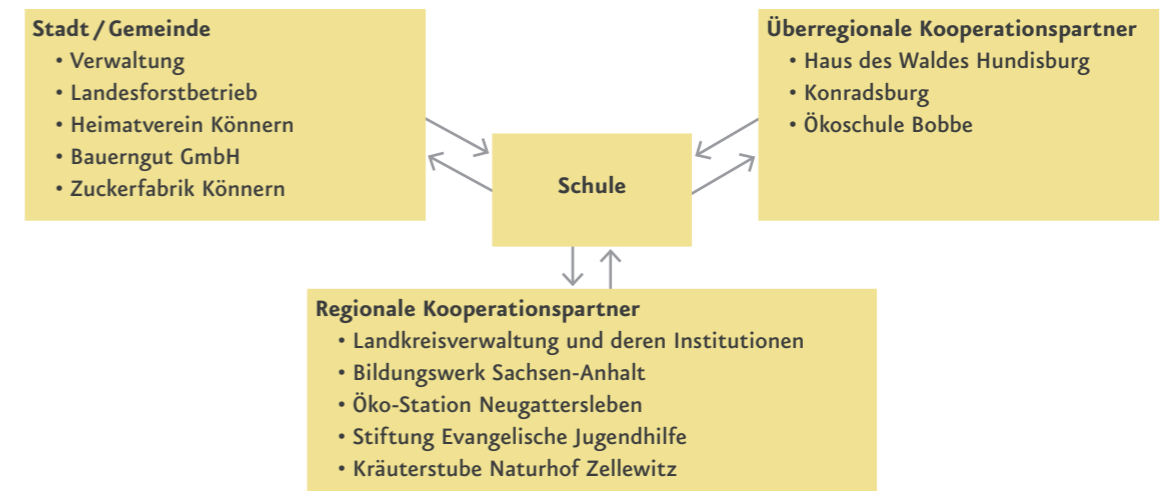 Stadt / Gemeinde
• Verwaltung
• Landesforstbetrieb
• Heimatverein Könnern
• Bauerngut GmbH
• Zuckerfabrik Könnern
Überregionale Kooperationspartner
• Haus des Waldes Hundisburg
• Konradsburg
• Ökoschule Bobbe
Schule
Regionale Kooperationspartner
• Landkreisverwaltung und deren Institutionen
• Bildungswerk Sachsen-Anhalt
• Öko-Station Neugattersleben
• Stiftung Evangelische Jugendhilfe
• Kräuterstube Naturhof Zellewitz